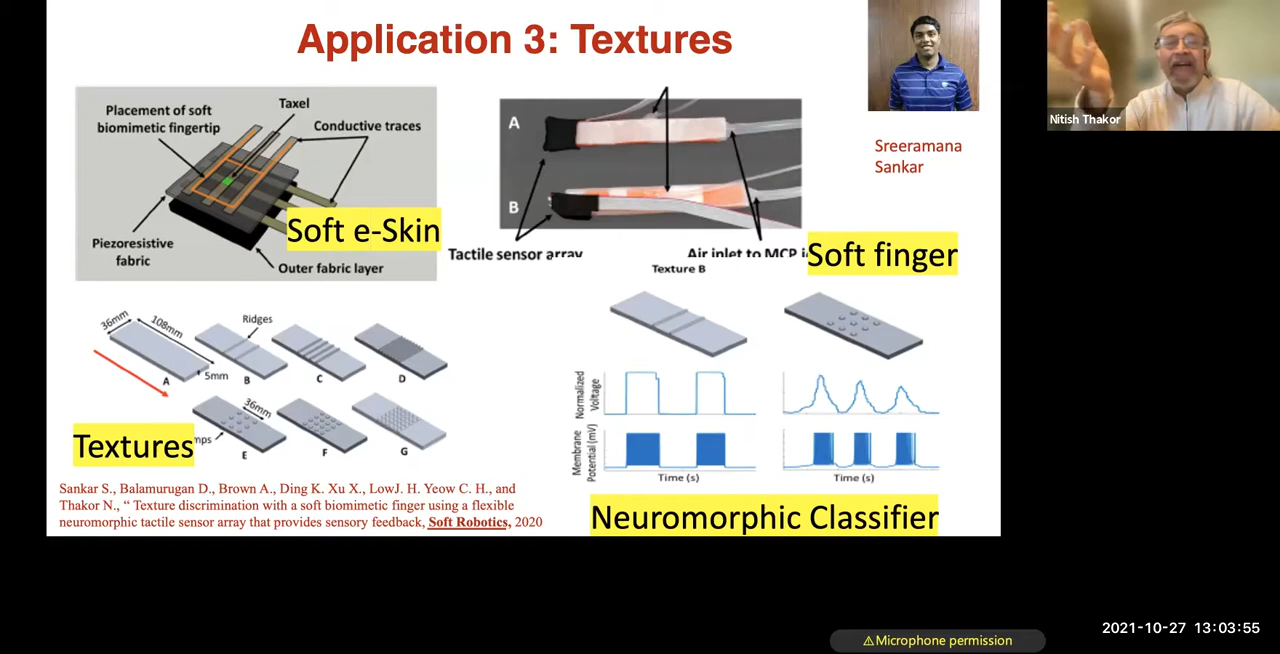 Application 3: Textures
Nitish Thakor
Placement of soft
biomimetic fingertip
Taxel
Conductive traces
Piezoresistive
fabric
Outer fabric layer
Soft e-Skin
A
B
Tactile sensor array
Air inlet to MCP
Soft finger
Sreeramana
Sankar
36mm
108mm
Ridges
5mm
A
B
C
D
36mm
E
F
G
Textures
Texture B
Normalized
Voltage
Membrane
Potential (mV)
Time (s)
Time (s)
Neuromorphic Classifier
Sankar S., Balamurugan D., Brown A., Ding K. Xu X., LowJ. H. Yeow C. H., and
Thakor N., “ Texture discrimination with a soft biomimetic finger using a flexible
neuromorphic tactile sensor array that provides sensory feedback, Soft Robotics, 2020
2021-10-27 13:03:55
⚠Microphone permission